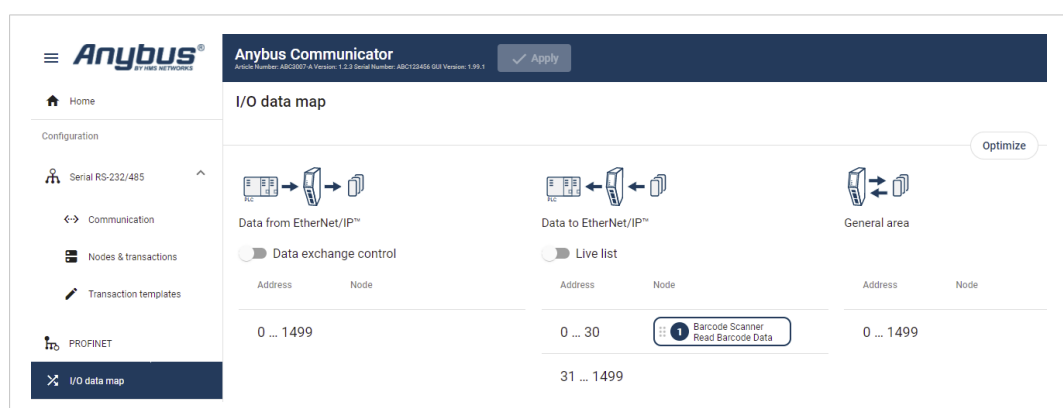 Anybus®
BY HMS NETWORKS
Anybus Communicator
Article Number: ABC3007-A Version: 1.2.3 Serial Number: ABC123456 GUI Version: 1.99.1
Apply
Home
I/O data map
Configuration
Optimize
Serial RS-232/485
PLC
PLC
Communication
Data from EtherNet/IP™
Data to EtherNet/IP™
General area
Nodes & transactions
Data exchange control
Live list
Transaction templates
Address Node
Address Node
Address Node
0 ... 1499
0 ... 30
1
Barcode Scanner
Read Barcode Data
0 ... 1499
PROFINET
31 ... 1499
I/O data map